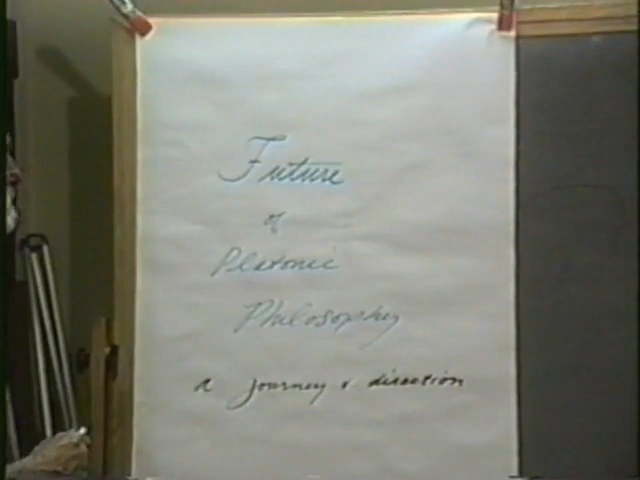 Future
of
Platonic
Philosophy
a journey & direction